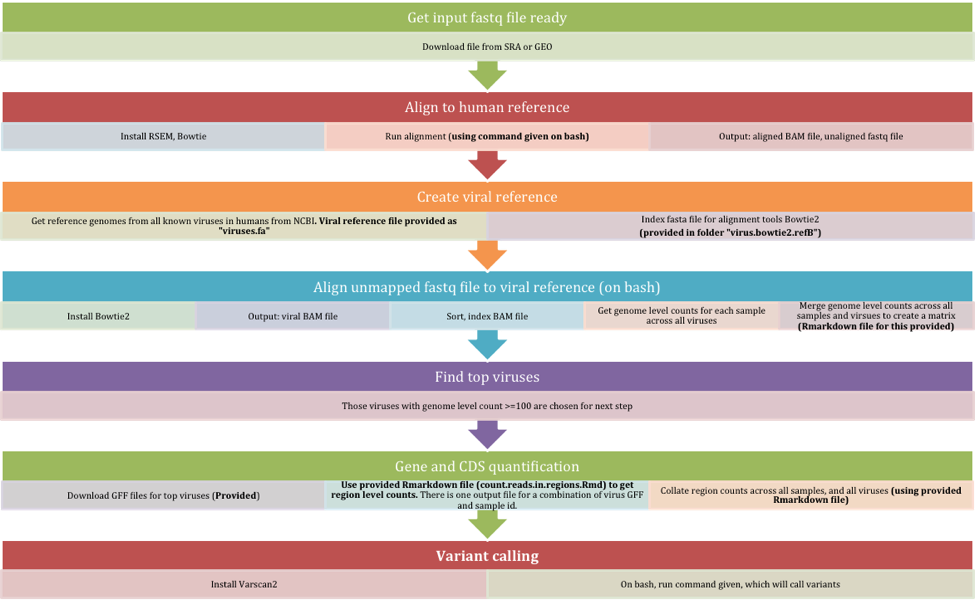 Get input fastq file ready
Download file from SRA or GEO
Align to human reference
Install RSEM, Bowtie
Run alignment (using command given on bash)
Output: aligned BAM file, unaligned fastq file
Create viral reference
Get reference genomes from all known viruses in humans from NCBI. Viral reference file provided as
"viruses.fa"
Index fasta file for alignment tools Bowtie2
(provided in folder "virus.bowtie2.refB")
Align unmapped fastq file to viral reference (on bash)
Install Bowtie2
Output: viral BAM file
Sort, index BAM file
Get genome level counts for each sample
across all viruses
Merge genome level counts across all
samples and virsues to create a matrix
(Rmarkdown file for this provided)
Find top viruses
Those viruses with genome level count >=100 are chosen for next step
Gene and CDS quantification
Download GFF files for top viruses (Provided)
Use provided Rmarkdown file (count.reads.in.regions.Rmd) to get
region level counts. There is one output file for a combination of virus GFF
and sample id.
Collate region counts across all samples, and all viruses (using provided
Rmarkdown file)
Variant calling
Install Varscan2
On bash, run command given, which will call variants